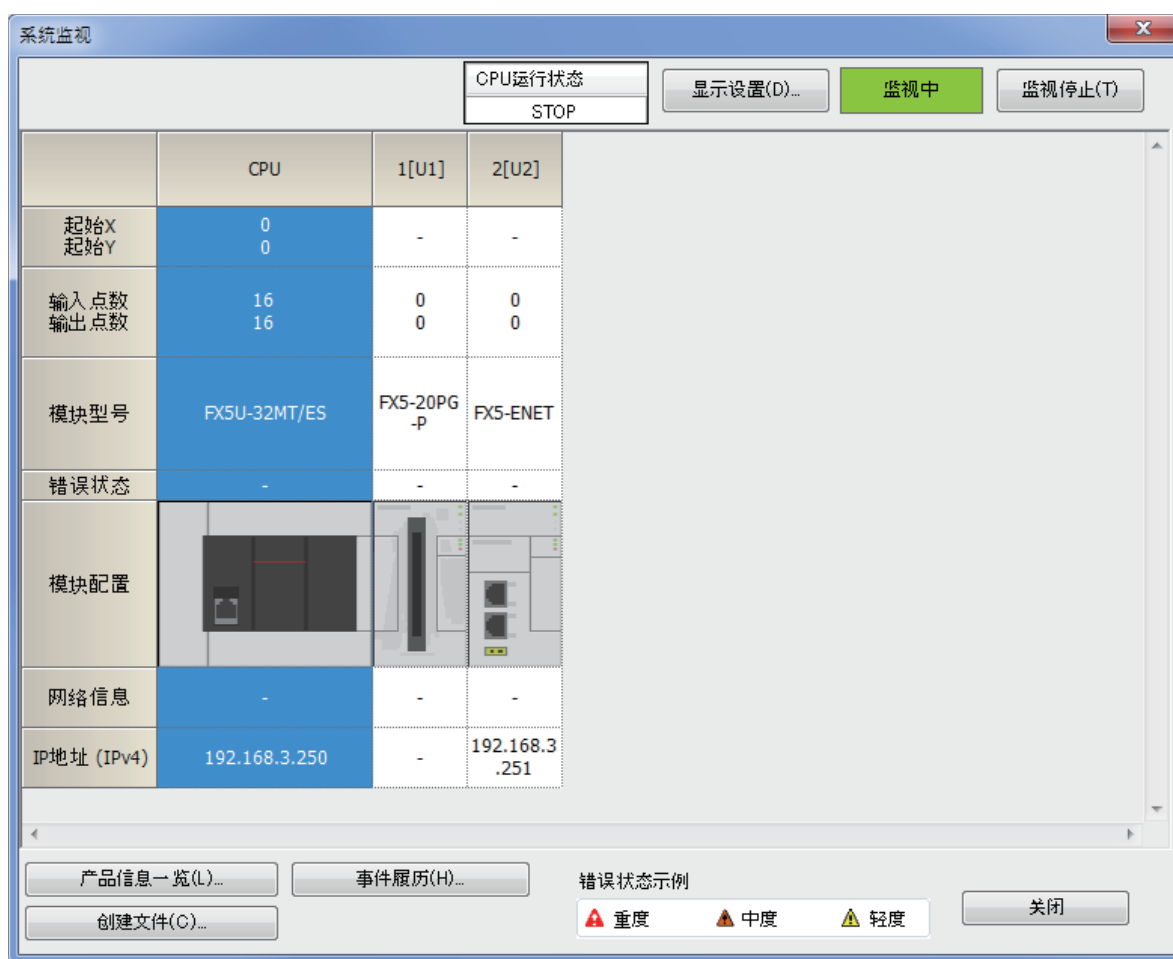 系统监视
CPU运行状态
STOP
显示设置(D)...
监视中
监视停止(T)
CPU
1[U1]
2[U2]
起始X
起始Y
0
0
-
-
输入点数
输出点数
16
16
0
0
0
0
模块型号
FX5U-32MT/ES
FX5-20PG
-P
FX5-ENET
错误状态
-
-
-
模块配置
网络信息
-
-
-
IP地址 (IPv4)
192.168.3.250
-
192.168.3
.251
产品信息一览(L)...
事件履历(H)...
创建文件(C)...
错误状态示例
重度
中度
轻度
关闭